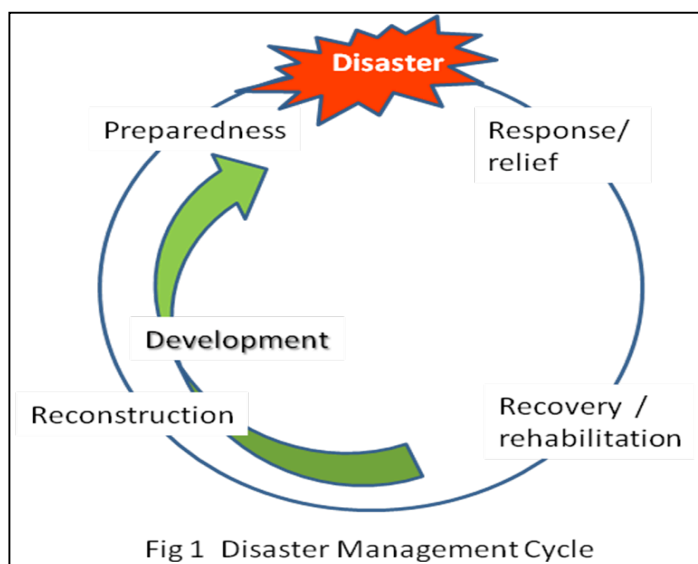 Disaster
Preparedness
Response/
relief
Development
Reconstruction
Recovery /
rehabilitation
Fig 1 Disaster Management Cycle